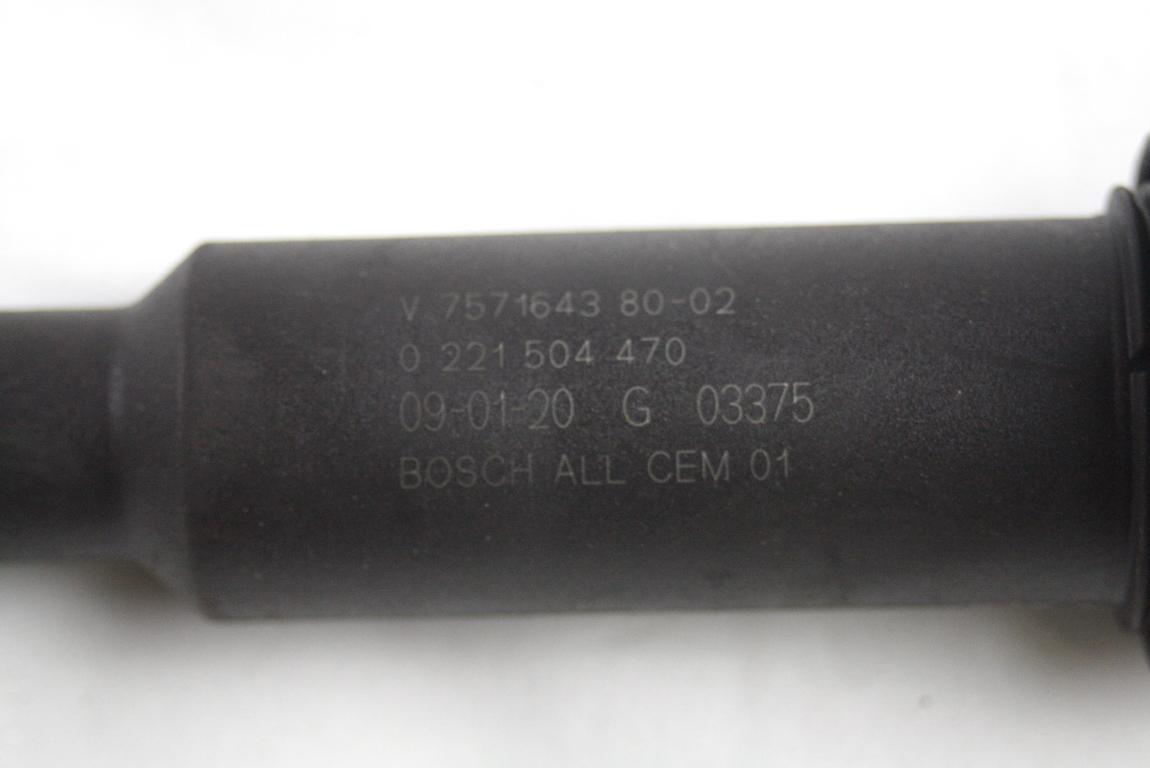 V 7571643 80-02
0 221 504 470
09-01-20 G 03375
BOSCH ALL CEM 01